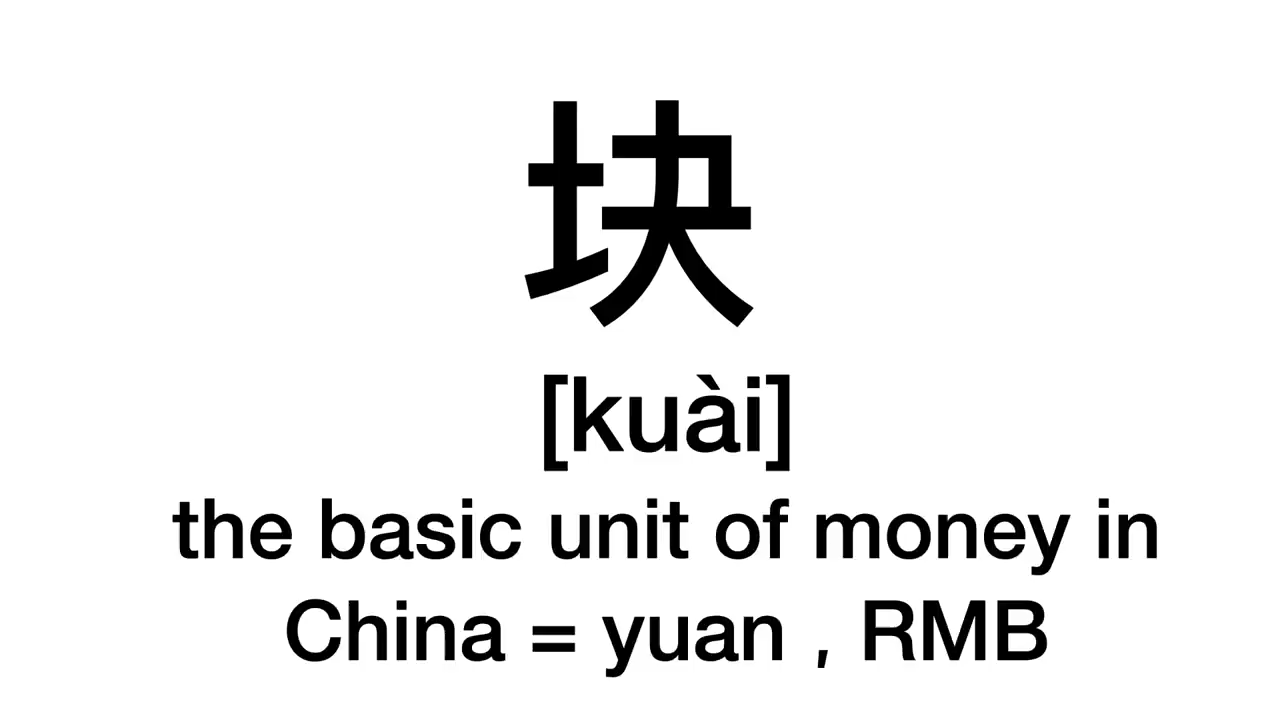 块
[kuài]
the basic unit of money in
China = yuan , RMB